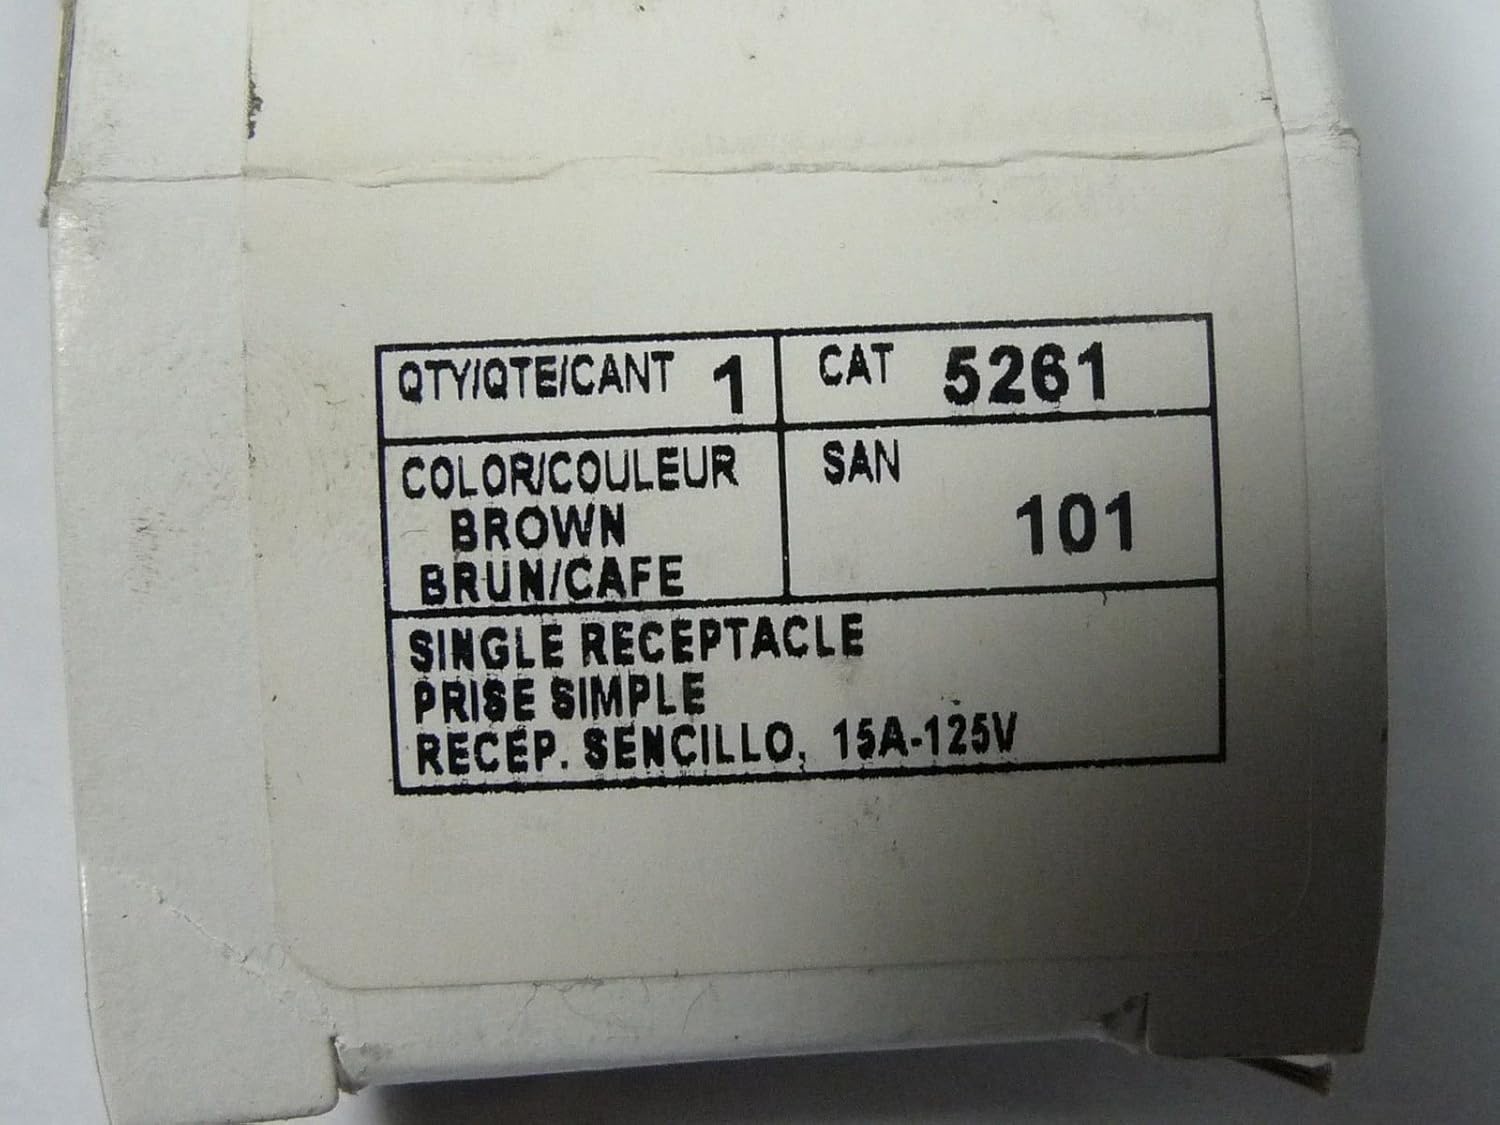 QTY/QTE/CANT 1 CAT 5261
COLOR/COULEUR SAN
BROWN 101
BRUN/CAFE
SINGLE RECEPTACLE
PRISE SIMPLE
RECEP. SENCILLO, 15A-125V